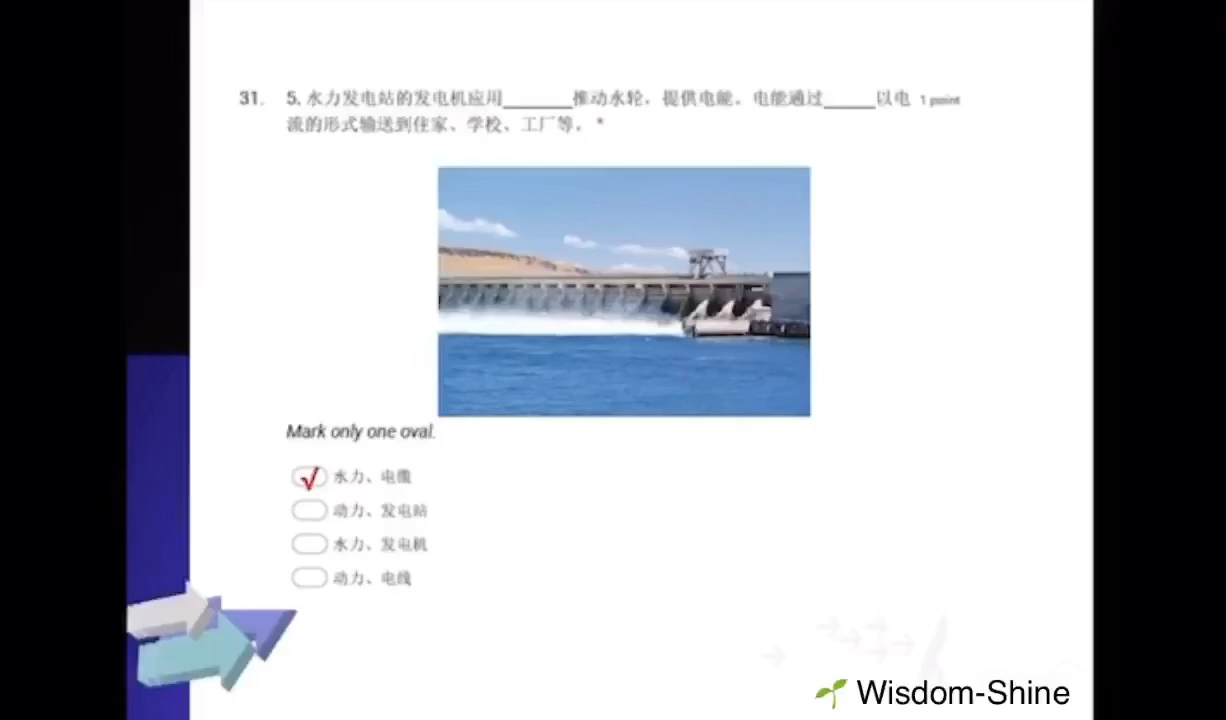 31. 5. 水力发电站的发电机应用______推动水轮，提供电能。电能通过_____以电 1 point
流的形式输送到住家、学校、工厂等。 *
Mark only one oval.
水力、电缆
动力、发电站
水力、发电机
动力、电线
Wisdom-Shine